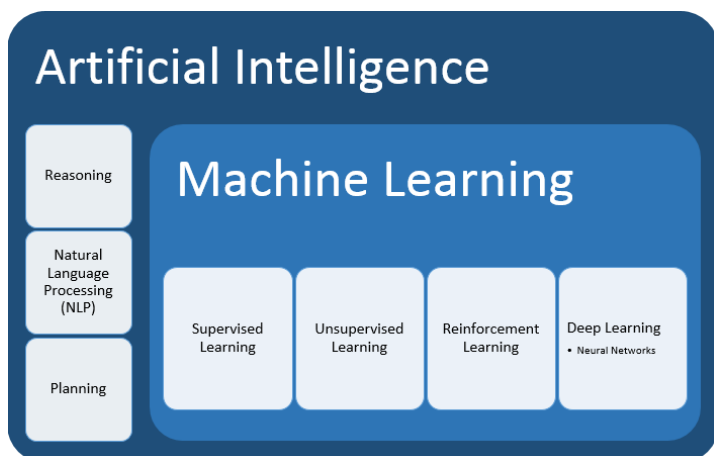 Artificial Intelligence
Reasoning
Natural
Language
Processing
(NLP)
Planning
Machine Learning
Supervised
Learning
Unsupervised
Learning
Reinforcement
Learning
Deep Learning
• Neural Networks